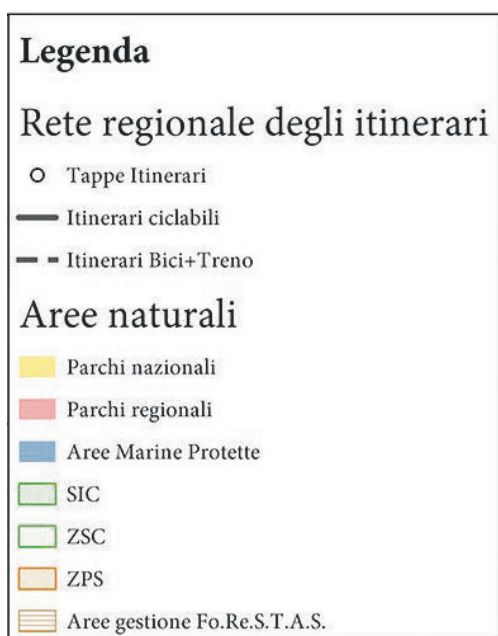 Legenda
Rete regionale degli itinerari
Tappe Itinerari
Itinerari ciclabili
Itinerari Bici+Treno
Aree naturali
Parchi nazionali
Parchi regionali
Aree Marine Protette
SIC
ZSC
ZPS
Aree gestione Fo.Re.S.T.A.S.